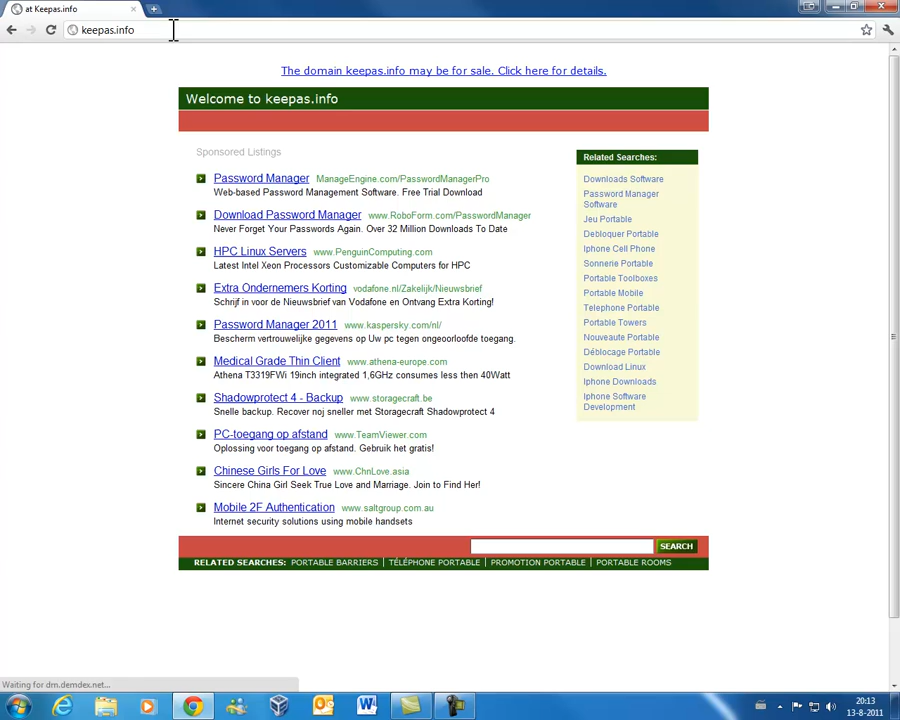 at Keepas.info
keepas.info
The domain keepas.info may be for sale. Click here for details.
Welcome to keepas.info
Sponsored Listings
Password Manager ManageEngine.com/PasswordManagerPro
Web-based Password Management Software. Free Trial Download
Download Password Manager www.RoboForm.com/PasswordManager
Never Forget Your Passwords Again. Over 32 Million Downloads To Date
HPC Linux Servers www.PenguinComputing.com
Latest Intel Xeon Processors Customizable Computers for HPC
Extra Ondernemers Korting vodafone.nl/Zakelijk/Nieuwsbrief
Schrijf in voor de Nieuwsbrief van Vodafone en Ontvang Extra Korting!
Password Manager 2011 www.kaspersky.com/nl/
Bescherm vertrouwelijke gegevens op Uw pc tegen ongeoorloofde toegang.
Medical Grade Thin Client www.athena-europe.com
Athena T3319FWi 19inch integrated 1,6GHz consumes less then 40Watt
Shadowprotect 4 - Backup www.storagecraft.be
Snelle backup. Recover noj sneller met Storagecraft Shadowprotect 4
PC-toegang op afstand www.TeamViewer.com
Oplossing voor toegang op afstand. Gebruik het gratis!
Chinese Girls For Love www.ChnLove.asia
Sincere China Girl Seek True Love and Marriage. Join to Find Her!
Mobile 2F Authentication www.saltgroup.com.au
Internet security solutions using mobile handsets
Related Searches:
Downloads Software
Password Manager
Software
Jeu Portable
Debloquer Portable
Iphone Cell Phone
Sonnerie Portable
Portable Toolboxes
Portable Mobile
Telephone Portable
Portable Towers
Nouveaute Portable
Déblocage Portable
Download Linux
Iphone Downloads
Iphone Software
Development
SEARCH
RELATED SEARCHES: PORTABLE BARRIERS | TÉLÉPHONE PORTABLE | PROMOTION PORTABLE | PORTABLE ROOMS
Waiting for dm.demdex.net...
20:13
13-8-2011